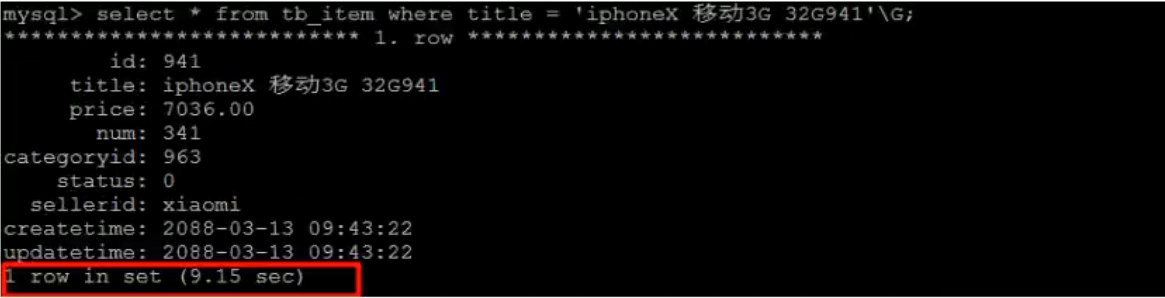 mysql> select * from tb_item where title = 'iphoneX 移动3G 32G941'\G;
*************************** 1. row ***************************
id: 941
title: iphoneX 移动3G 32G941
price: 7036.00
num: 341
categoryid: 963
status: 0
sellerid: xiaomi
createtime: 2088-03-13 09:43:22
updatetime: 2088-03-13 09:43:22
1 row in set (9.15 sec)